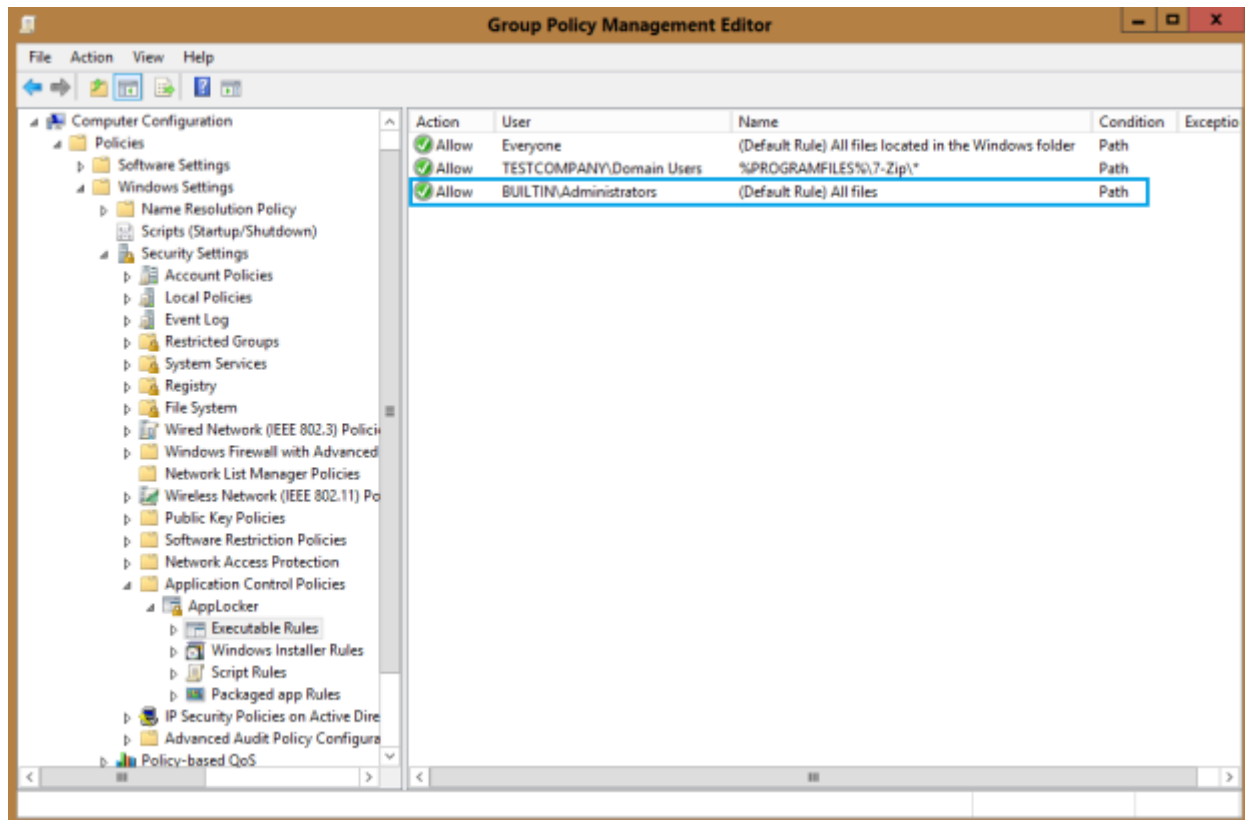 Group Policy Management Editor
File Action View Help
Computer Configuration
Policies
Software Settings
Windows Settings
Name Resolution Policy
Scripts (Startup/Shutdown)
Security Settings
Account Policies
Local Policies
Event Log
Restricted Groups
System Services
Registry
File System
Wired Network (IEEE 802.3) Polici
Windows Firewall with Advanced
Network List Manager Policies
Wireless Network (IEEE 802.11) Po
Public Key Policies
Software Restriction Policies
Network Access Protection
Application Control Policies
AppLocker
Executable Rules
Windows Installer Rules
Script Rules
Packaged app Rules
IP Security Policies on Active Dire
Advanced Audit Policy Configura
Policy-based QoS
Action User Name Condition Exceptio
Allow Everyone (Default Rule) All files located in the Windows folder Path
Allow TESTCOMPANY\Domain Users %PROGRAMFILES%\7-Zip\* Path
Allow BUILTIN\Administrators (Default Rule) All files Path